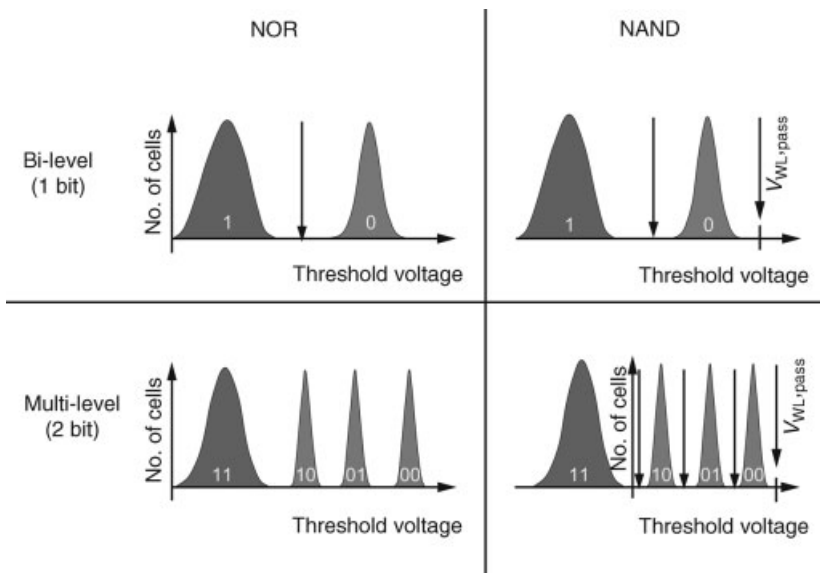 NOR
NAND
Bi-level
(1 bit)
No. of cells
1
0
Threshold voltage
1
0
VWL,pass
Threshold voltage
Multi-level
(2 bit)
No. of cells
11
10
01
00
Threshold voltage
11
No. of cells
10
01
00
VWL,pass
Threshold voltage